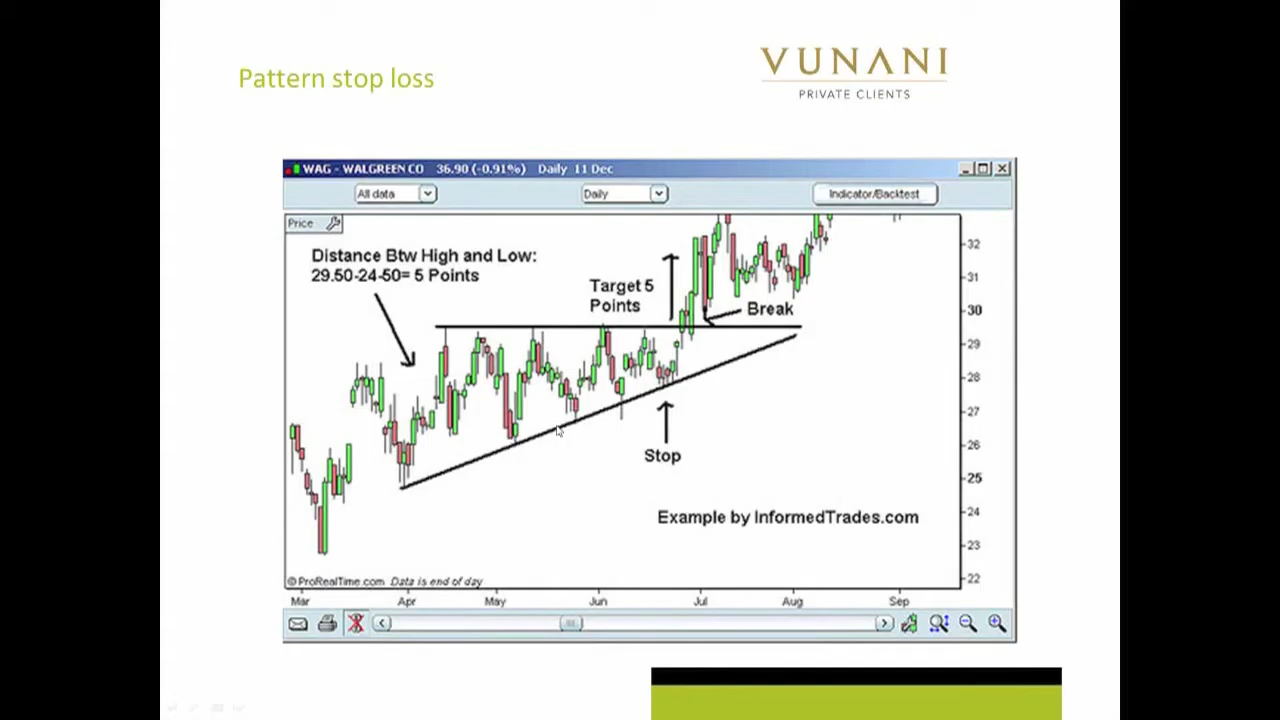 Pattern stop loss
VUNANI
PRIVATE CLIENTS
WAG - WALGREEN CO 36.90 (-0.91%) Daily 11 Dec
All data
Daily
Indicator/Backtest
Price
Distance Btw High and Low:
29.50-24-50= 5 Points
Target 5
Points
Break
Stop
Example by InformedTrades.com
32
31
30
29
28
27
26
25
24
23
22
© ProRealTime.com Data is end of day
Mar Apr May Jun Jul Aug Sep